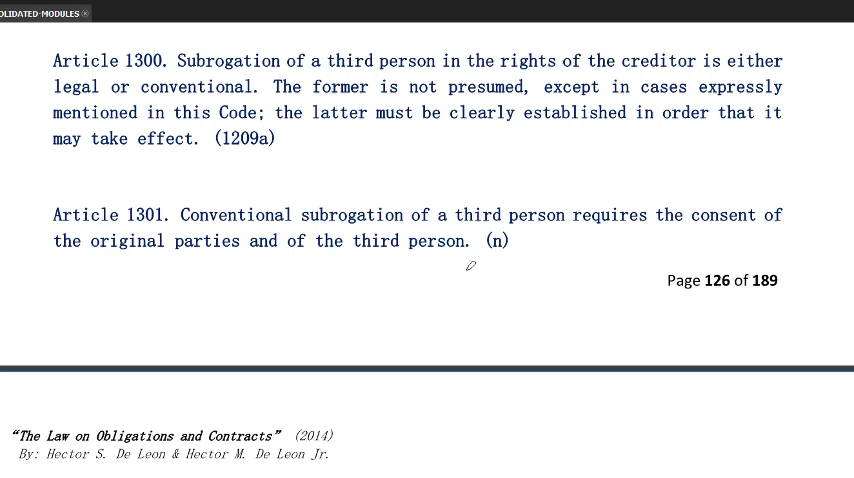 OLIDATED-MODULES
Article 1300. Subrogation of a third person in the rights of the creditor is either
legal or conventional. The former is not presumed, except in cases expressly
mentioned in this Code; the latter must be clearly established in order that it
may take effect. (1209a)
Article 1301. Conventional subrogation of a third person requires the consent of
the original parties and of the third person. (n)
Page 126 of 189
“The Law on Obligations and Contracts” (2014)
By: Hector S. De Leon & Hector M. De Leon Jr.